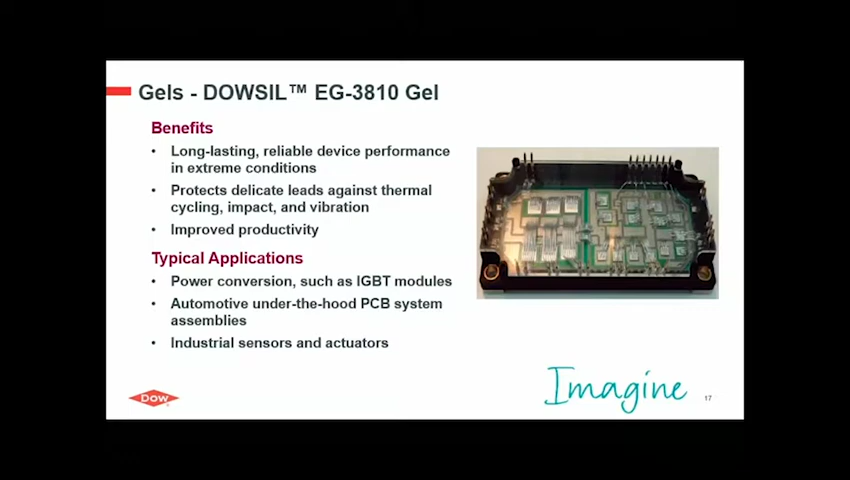 Gels - DOWSIL™ EG-3810 Gel
Benefits
• Long-lasting, reliable device performance
in extreme conditions
• Protects delicate leads against thermal
cycling, impact, and vibration
• Improved productivity
Typical Applications
• Power conversion, such as IGBT modules
• Automotive under-the-hood PCB system
assemblies
• Industrial sensors and actuators
Dow
Imagine
17